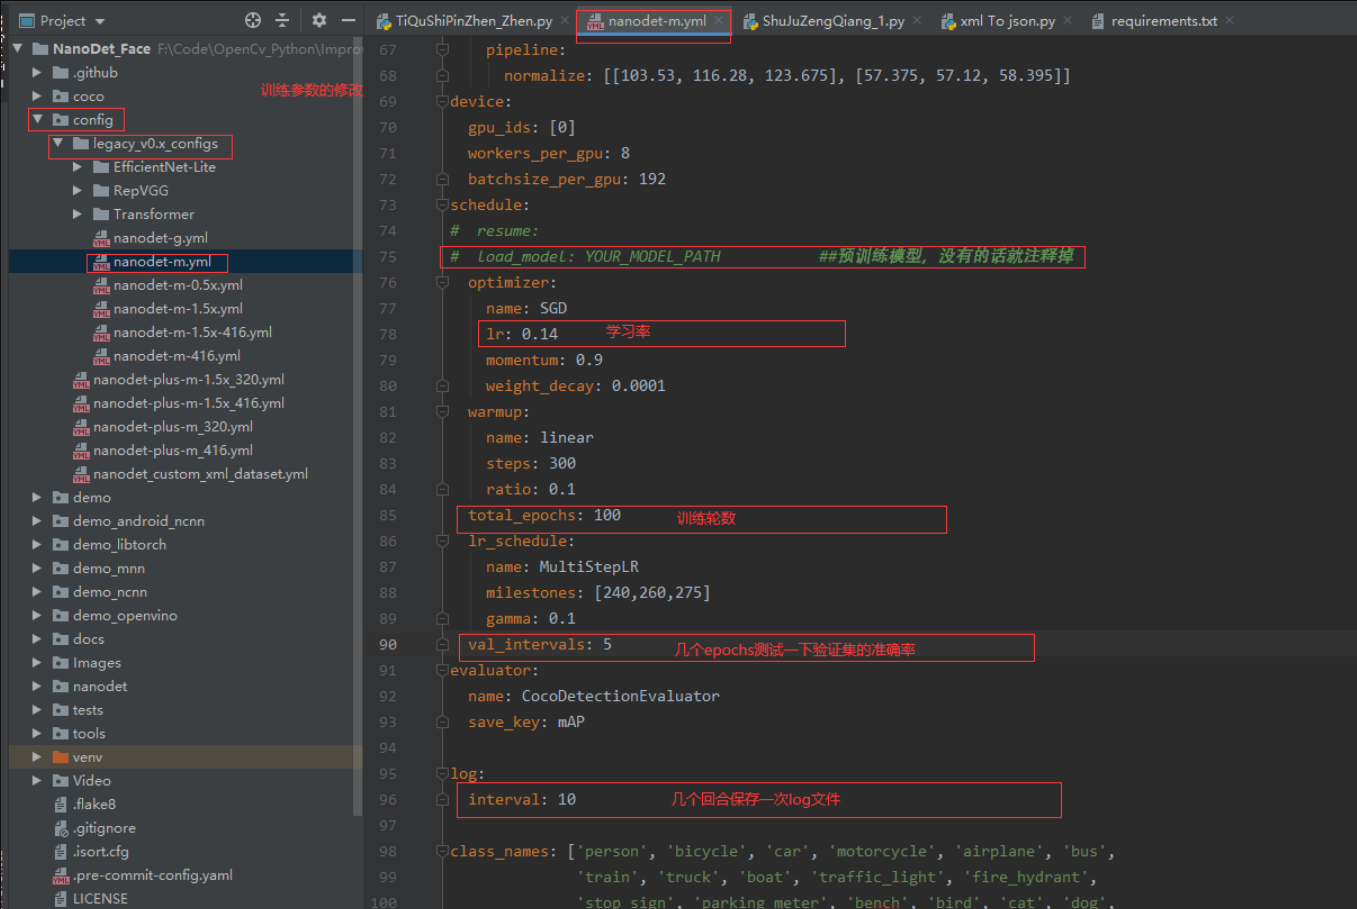 Project
TiQuShiPinZhen_Zhen.py
nanodet-m.yml
ShuJuZengQiang_1.py
xml To json.py
requirements.txt
NanoDet_Face F:\Code\OpenCv_Python\Impro
.github
coco
训练参数的修改
config
legacy_v0.x_configs
EfficientNet-Lite
RepVGG
Transformer
nanodet-g.yml
nanodet-m.yml
nanodet-m-0.5x.yml
nanodet-m-1.5x.yml
nanodet-m-1.5x-416.yml
nanodet-m-416.yml
nanodet-plus-m-1.5x_320.yml
nanodet-plus-m-1.5x_416.yml
nanodet-plus-m_320.yml
nanodet-plus-m_416.yml
nanodet_custom_xml_dataset.yml
demo
demo_android_ncnn
demo_libtorch
demo_mnn
demo_ncnn
demo_openvino
docs
Images
nanodet
tests
tools
venv
Video
.flake8
.gitignore
.isort.cfg
.pre-commit-config.yaml
LICENSE
67 pipeline:
68 normalize: [[103.53, 116.28, 123.675], [57.375, 57.12, 58.395]]
69 device:
70 gpu_ids: [0]
71 workers_per_gpu: 8
72 batchsize_per_gpu: 192
73 schedule:
74 # resume:
75 # load_model: YOUR_MODEL_PATH ##预训练模型, 没有的话就注释掉
76 optimizer:
77 name: SGD
78 lr: 0.14 学习率
79 momentum: 0.9
80 weight_decay: 0.0001
81 warmup:
82 name: linear
83 steps: 300
84 ratio: 0.1
85 total_epochs: 100 训练轮数
86 lr_schedule:
87 name: MultiStepLR
88 milestones: [240,260,275]
89 gamma: 0.1
90 val_intervals: 5 几个epochs测试一下验证集的准确率
91 evaluator:
92 name: CocoDetectionEvaluator
93 save_key: mAP
94
95 log:
96 interval: 10 几个回合保存一次log文件
97
98 class_names: ['person', 'bicycle', 'car', 'motorcycle', 'airplane', 'bus',
99 'train', 'truck', 'boat', 'traffic_light', 'fire_hydrant',
100 'stop_sign', 'parking_meter', 'bench', 'bird', 'cat', 'dog',